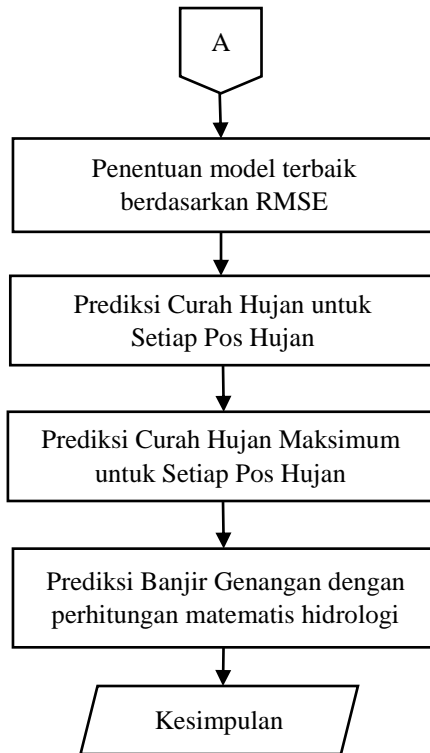 A
Penentuan model terbaik
berdasarkan RMSE
Prediksi Curah Hujan untuk
Setiap Pos Hujan
Prediksi Curah Hujan Maksimum
untuk Setiap Pos Hujan
Prediksi Banjir Genangan dengan
perhitungan matematis hidrologi
Kesimpulan